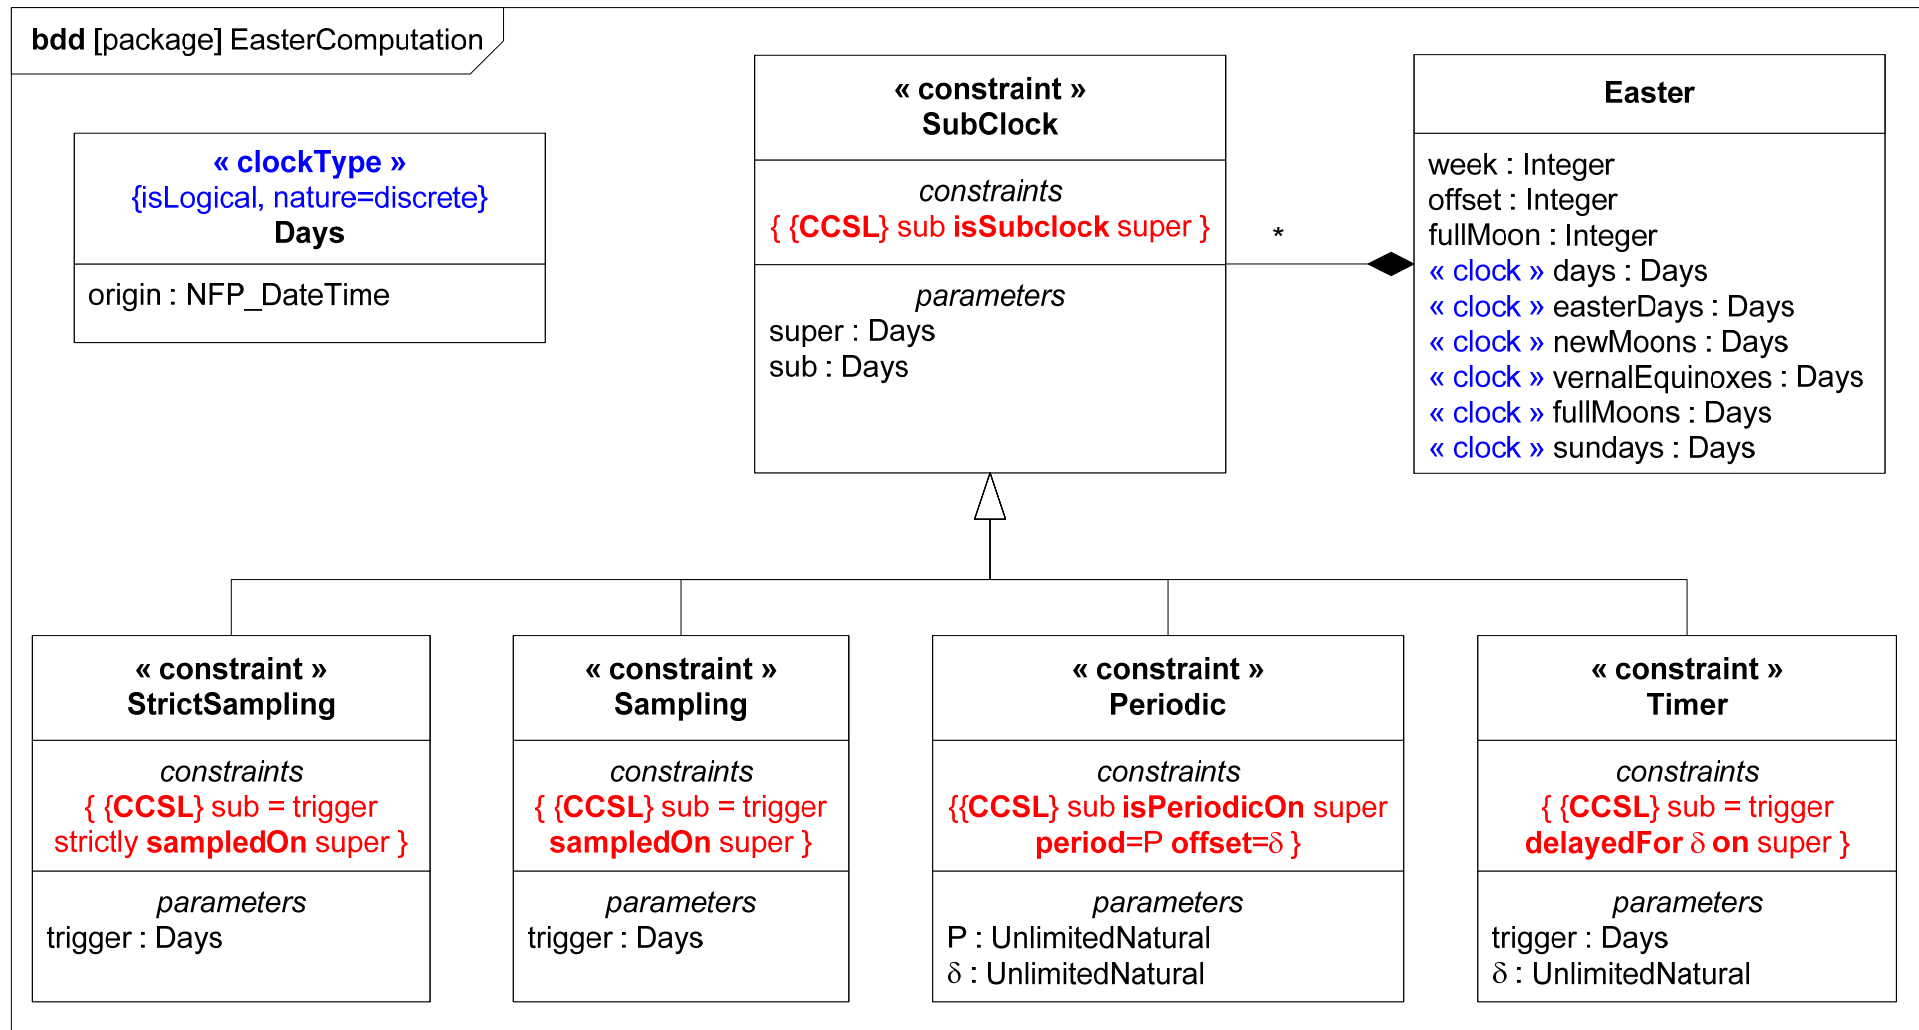 bdd [package] EasterComputation
« clockType »
{isLogical, nature=discrete}
Days
origin : NFP_DateTime
« constraint »
SubClock
constraints
{ {CCSL} sub isSubclock super }
parameters
super : Days
sub : Days
*
Easter
week : Integer
offset : Integer
fullMoon : Integer
« clock » days : Days
« clock » easterDays : Days
« clock » newMoons : Days
« clock » vernalEquinoxes : Days
« clock » fullMoons : Days
« clock » sundays : Days
« constraint »
StrictSampling
constraints
{ {CCSL} sub = trigger
strictly sampledOn super }
parameters
trigger : Days
« constraint »
Sampling
constraints
{ {CCSL} sub = trigger
sampledOn super }
parameters
trigger : Days
« constraint »
Periodic
constraints
{{CCSL} sub isPeriodicOn super
period=P offset=δ }
parameters
P : UnlimitedNatural
δ : UnlimitedNatural
« constraint »
Timer
constraints
{ {CCSL} sub = trigger
delayedFor δ on super }
parameters
trigger : Days
δ : UnlimitedNatural